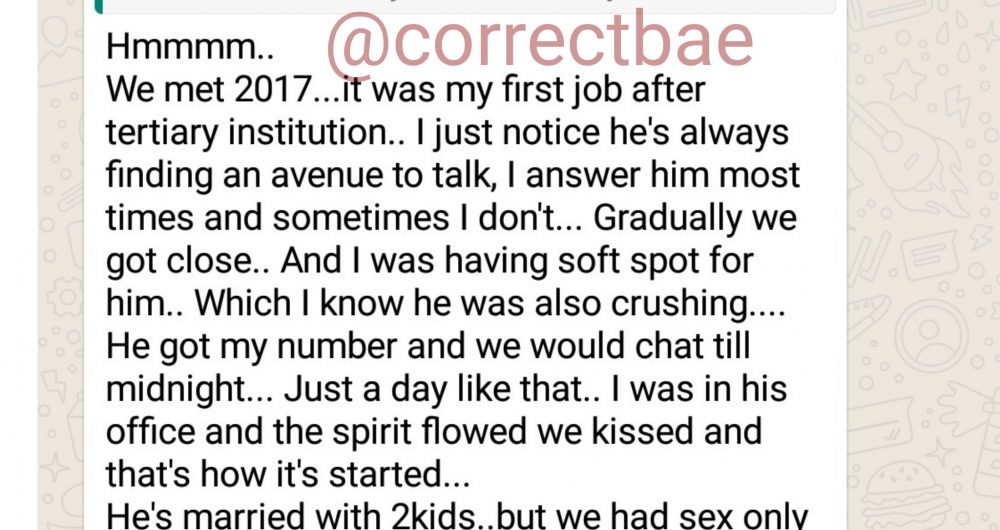 @correctbae
Hmmmm..
We met 2017...it was my first job after
tertiary institution.. I just notice he's always
finding an avenue to talk, I answer him most
times and sometimes I don't... Gradually we
got close.. And I was having soft spot for
him.. Which I know he was also crushing....
He got my number and we would chat till
midnight... Just a day like that.. I was in his
office and the spirit flowed we kissed and
that's how it's started...
He's married with 2kids..but we had sex only